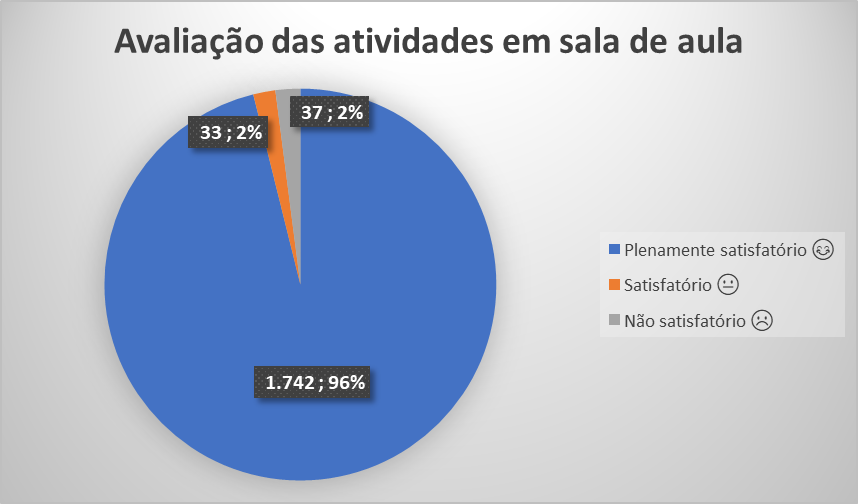 Avaliação das atividades em sala de aula
37 ; 2%
33 ; 2%
1.742 ; 96%
Plenamente satisfatório 😊
Satisfatório 😐
Não satisfatório ☹